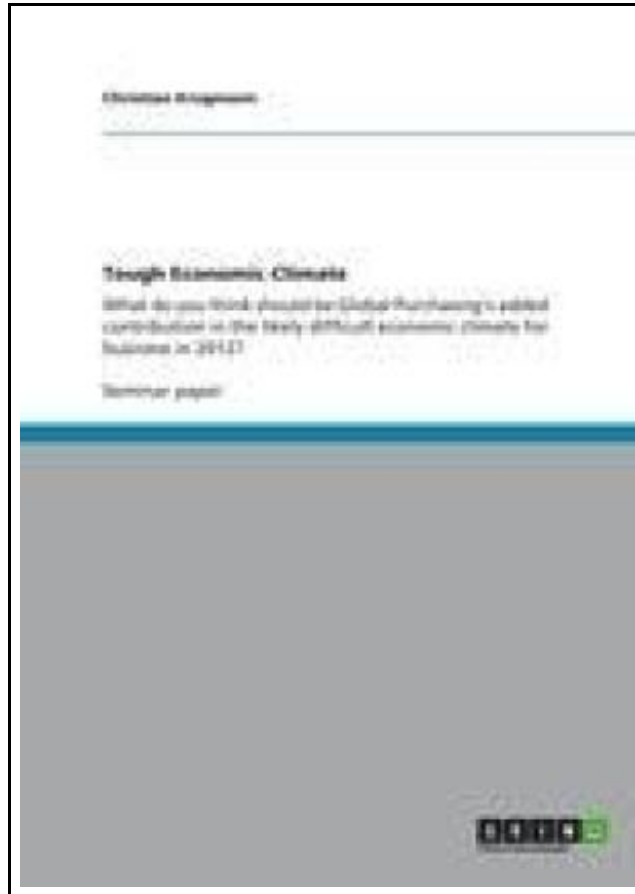 Christian Krugmann
Tough Economic Climate
What do you think should be Global Purchasing's added
contribution in the likely difficult economic climate for
business in 2012?
Seminar paper
GRIN